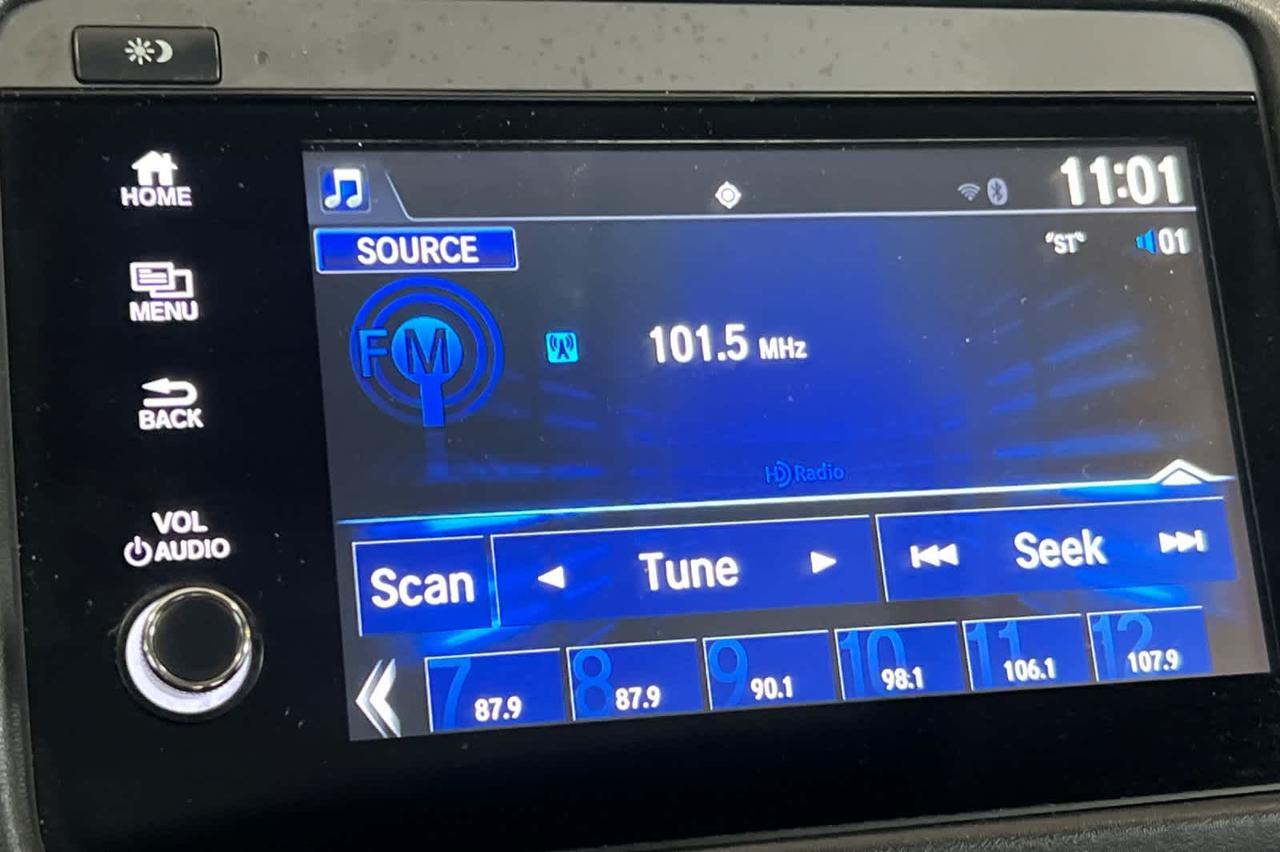 HOME
MENU
BACK
VOL
AUDIO
11:01
SOURCE
"ST"
01
FM
101.5 MHz
HD Radio
Scan
Tune
Seek
7 87.9
8 87.9
9 90.1
10 98.1
11 106.1
12 107.9